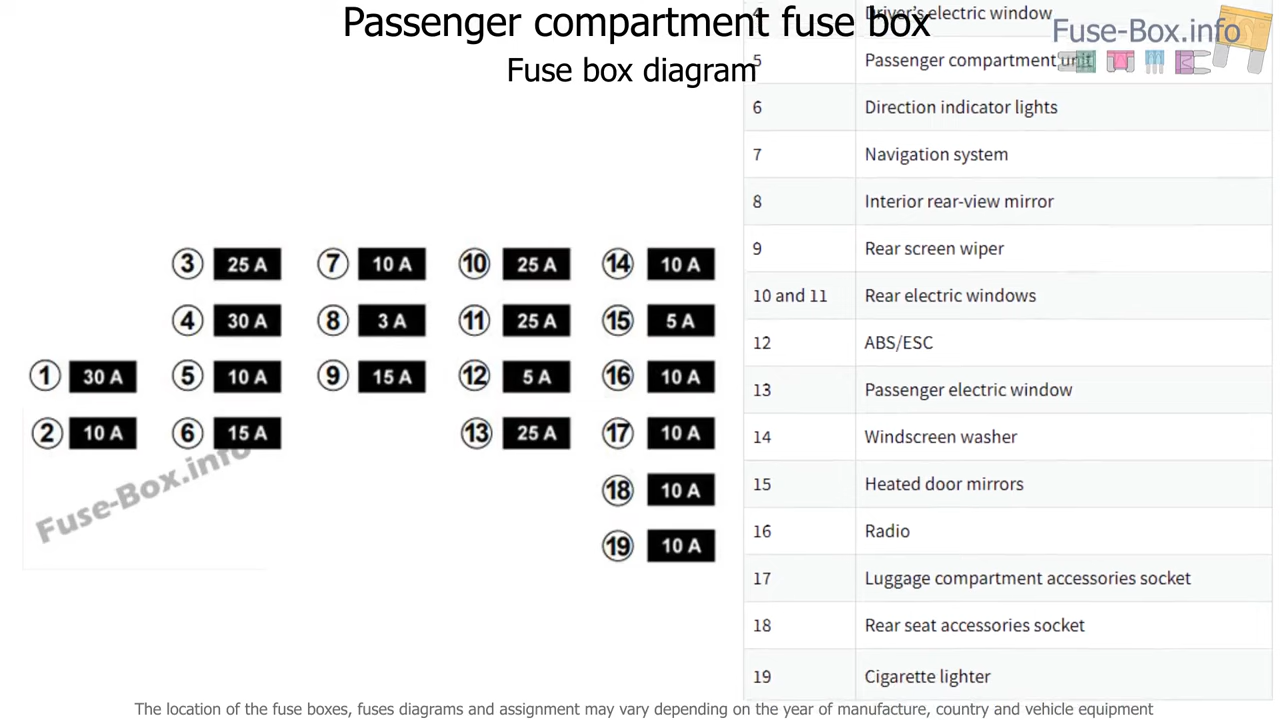 Passenger compartment fuse box
Fuse box diagram
Fuse-Box.info
3 25 A 7 10 A 10 25 A 14 10 A
4 30 A 8 3 A 11 25 A 15 5 A
1 30 A 5 10 A 9 15 A 12 5 A 16 10 A
2 10 A 6 15 A 13 25 A 17 10 A
18 10 A
19 10 A
Fuse-Box.info
4 Driver's electric window
5 Passenger compartment unit
6 Direction indicator lights
7 Navigation system
8 Interior rear-view mirror
9 Rear screen wiper
10 and 11 Rear electric windows
12 ABS/ESC
13 Passenger electric window
14 Windscreen washer
15 Heated door mirrors
16 Radio
17 Luggage compartment accessories socket
18 Rear seat accessories socket
19 Cigarette lighter
The location of the fuse boxes, fuses diagrams and assignment may vary depending on the year of manufacture, country and vehicle equipment